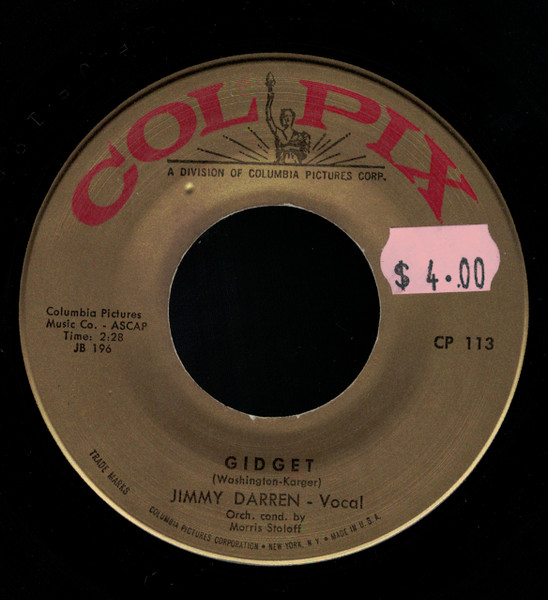 COLPIX
A DIVISION OF COLUMBIA PICTURES CORP.
$ 4.00
Columbia Pictures
Music Co. - ASCAP
Time: 2:28
JB 196
CP 113
GIDGET
(Washington-Karger)
JIMMY DARREN - Vocal
Orch. cond. by
Morris Stoloff
TRADE MARKS
COLUMBIA PICTURES CORPORATION • NEW YORK, N. Y. • MADE IN U.S.A.